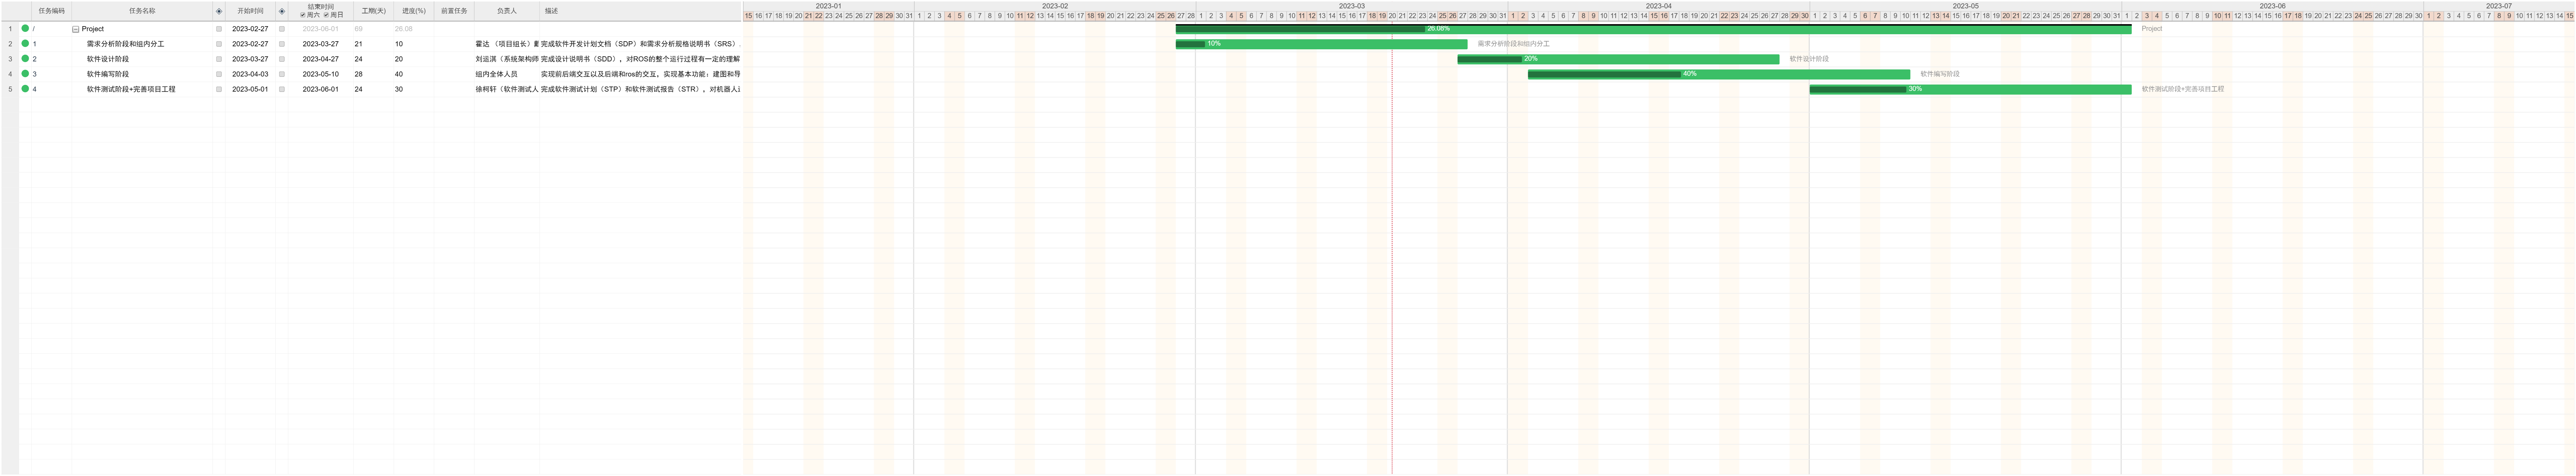 任务编码 任务名称 开始时间 结束时间 工期(天) 进度(%) 前置任务 负责人 描述
周六 周日
2023-01 2023-02 2023-03 2023-04 2023-05 2023-06 2023-07
15 16 17 18 19 20 21 22 23 24 25 26 27 28 29 30 31 1 2 3 4 5 6 7 8 9 10 11 12 13 14 15 16 17 18 19 20 21 22 23 24 25 26 27 28 1 2 3 4 5 6 7 8 9 10 11 12 13 14 15 16 17 18 19 20 21 22 23 24 25 26 27 28 29 30 31 1 2 3 4 5 6 7 8 9 10 11 12 13 14 15 16 17 18 19 20 21 22 23 24 25 26 27 28 29 30 1 2 3 4 5 6 7 8 9 10 11 12 13 14 15 16 17 18 19 20 21 22 23 24 25 26 27 28 29 30 31 1 2 3 4 5 6 7 8 9 10 11 12 13 14 15 16 17 18 19 20 21 22 23 24 25 26 27 28 29 30 1 2 3 4 5 6 7 8 9 10 11 12 13 14 15
1 / Project 2023-02-27 2023-06-01 69 26.08 26.08% Project
2 1 需求分析阶段和组内分工 2023-02-27 2023-03-27 21 10 霍达 （项目组长） 完成软件开发计划文档（SDP）和需求分析规格说明书（SRS） 10% 需求分析阶段和组内分工
3 2 软件设计阶段 2023-03-27 2023-04-27 24 20 刘运淇（系统架构师 完成设计说明书（SDD），对ROS的整个运行过程有一定的理解 20% 软件设计阶段
4 3 软件编写阶段 2023-04-03 2023-05-10 28 40 组内全体人员 实现前后端交互以及后端和ros的交互，实现基本功能：建图和导 40% 软件编写阶段
5 4 软件测试阶段+完善项目工程 2023-05-01 2023-06-01 24 30 徐柯轩（软件测试人 完成软件测试计划（STP）和软件测试报告（STR），对机器人 30% 软件测试阶段+完善项目工程